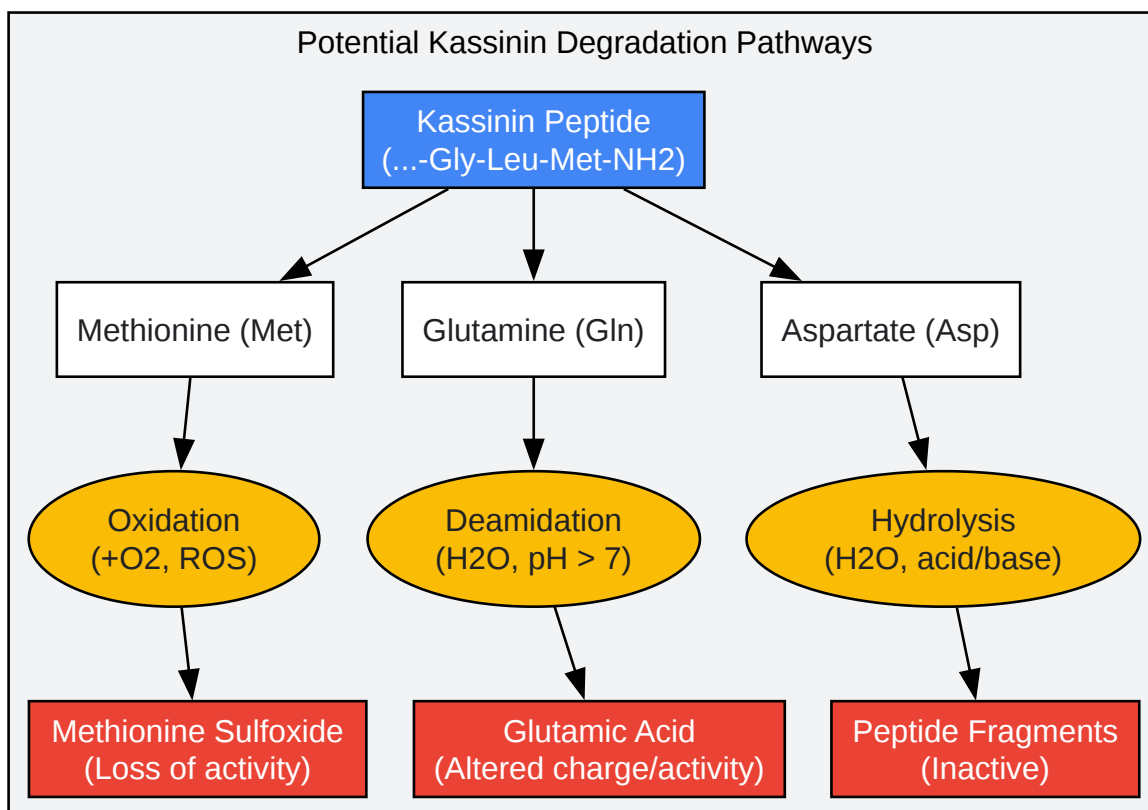 Potential Kassinin Degradation Pathways
Kassinin Peptide
(...-Gly-Leu-Met-NH2)
Methionine (Met)
Glutamine (Gln)
Aspartate (Asp)
Oxidation
(+O2, ROS)
Deamidation
(H2O, pH > 7)
Hydrolysis
(H2O, acid/base)
Methionine Sulfoxide
(Loss of activity)
Glutamic Acid
(Altered charge/activity)
Peptide Fragments
(Inactive)